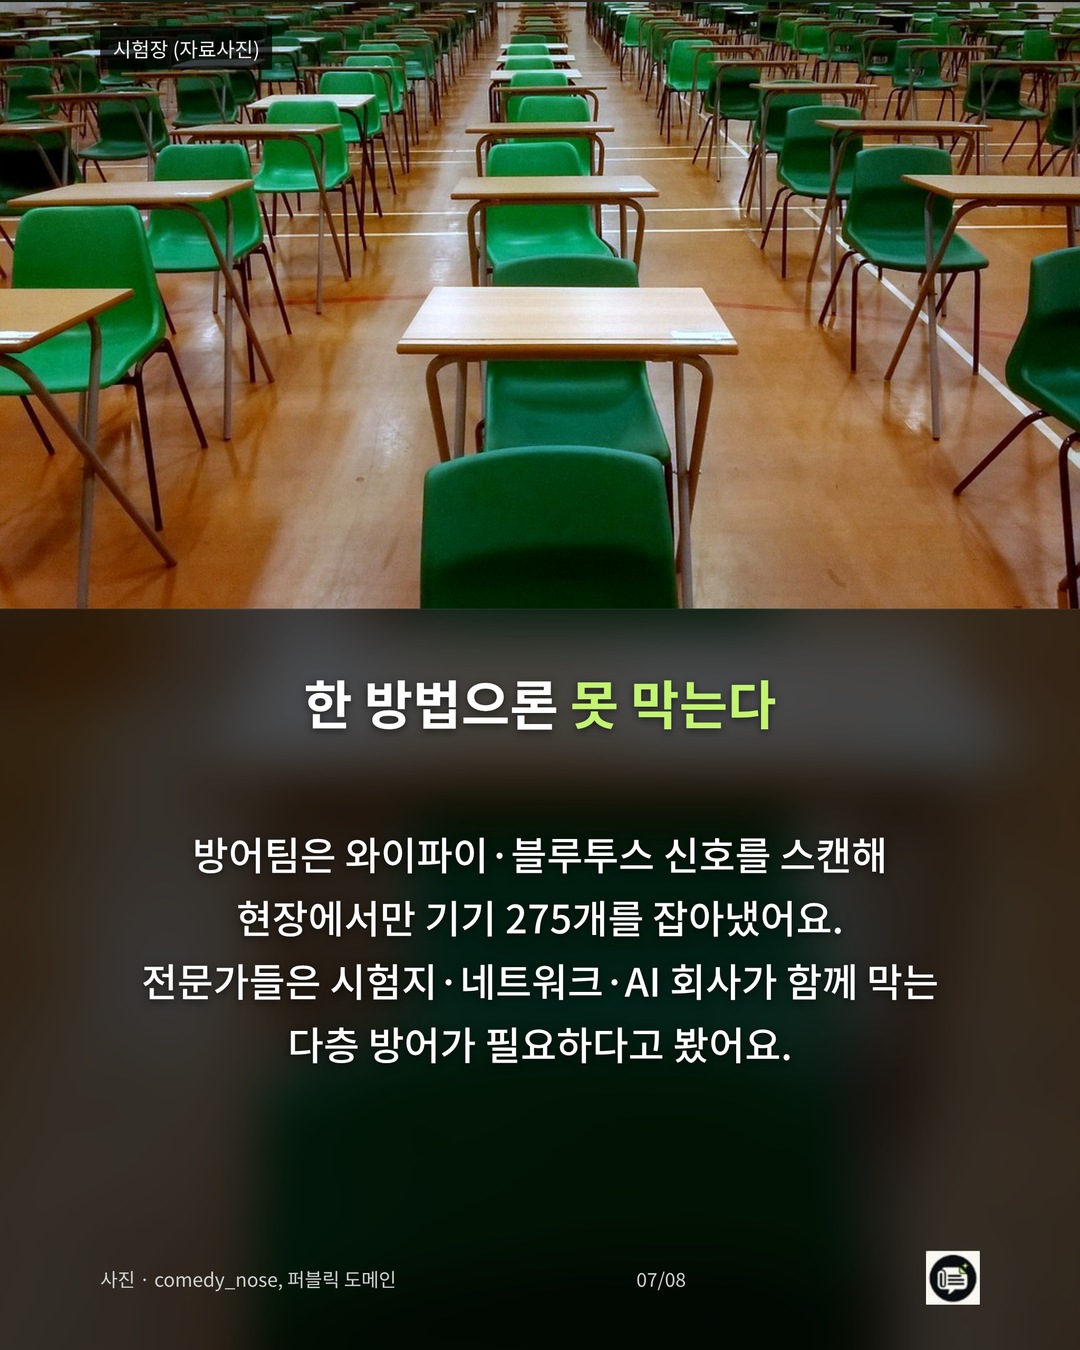 시험장 (자료사진)
한 방법으론 못 막는다
방어팀은 와이파이·블루투스 신호를 스캔해
현장에서만 기기 275개를 잡아냈어요.
전문가들은 시험지·네트워크·AI 회사가 함께 막는
다층 방어가 필요하다고 봤어요.
사진 · comedy_nose, 퍼블릭 도메인
07/08